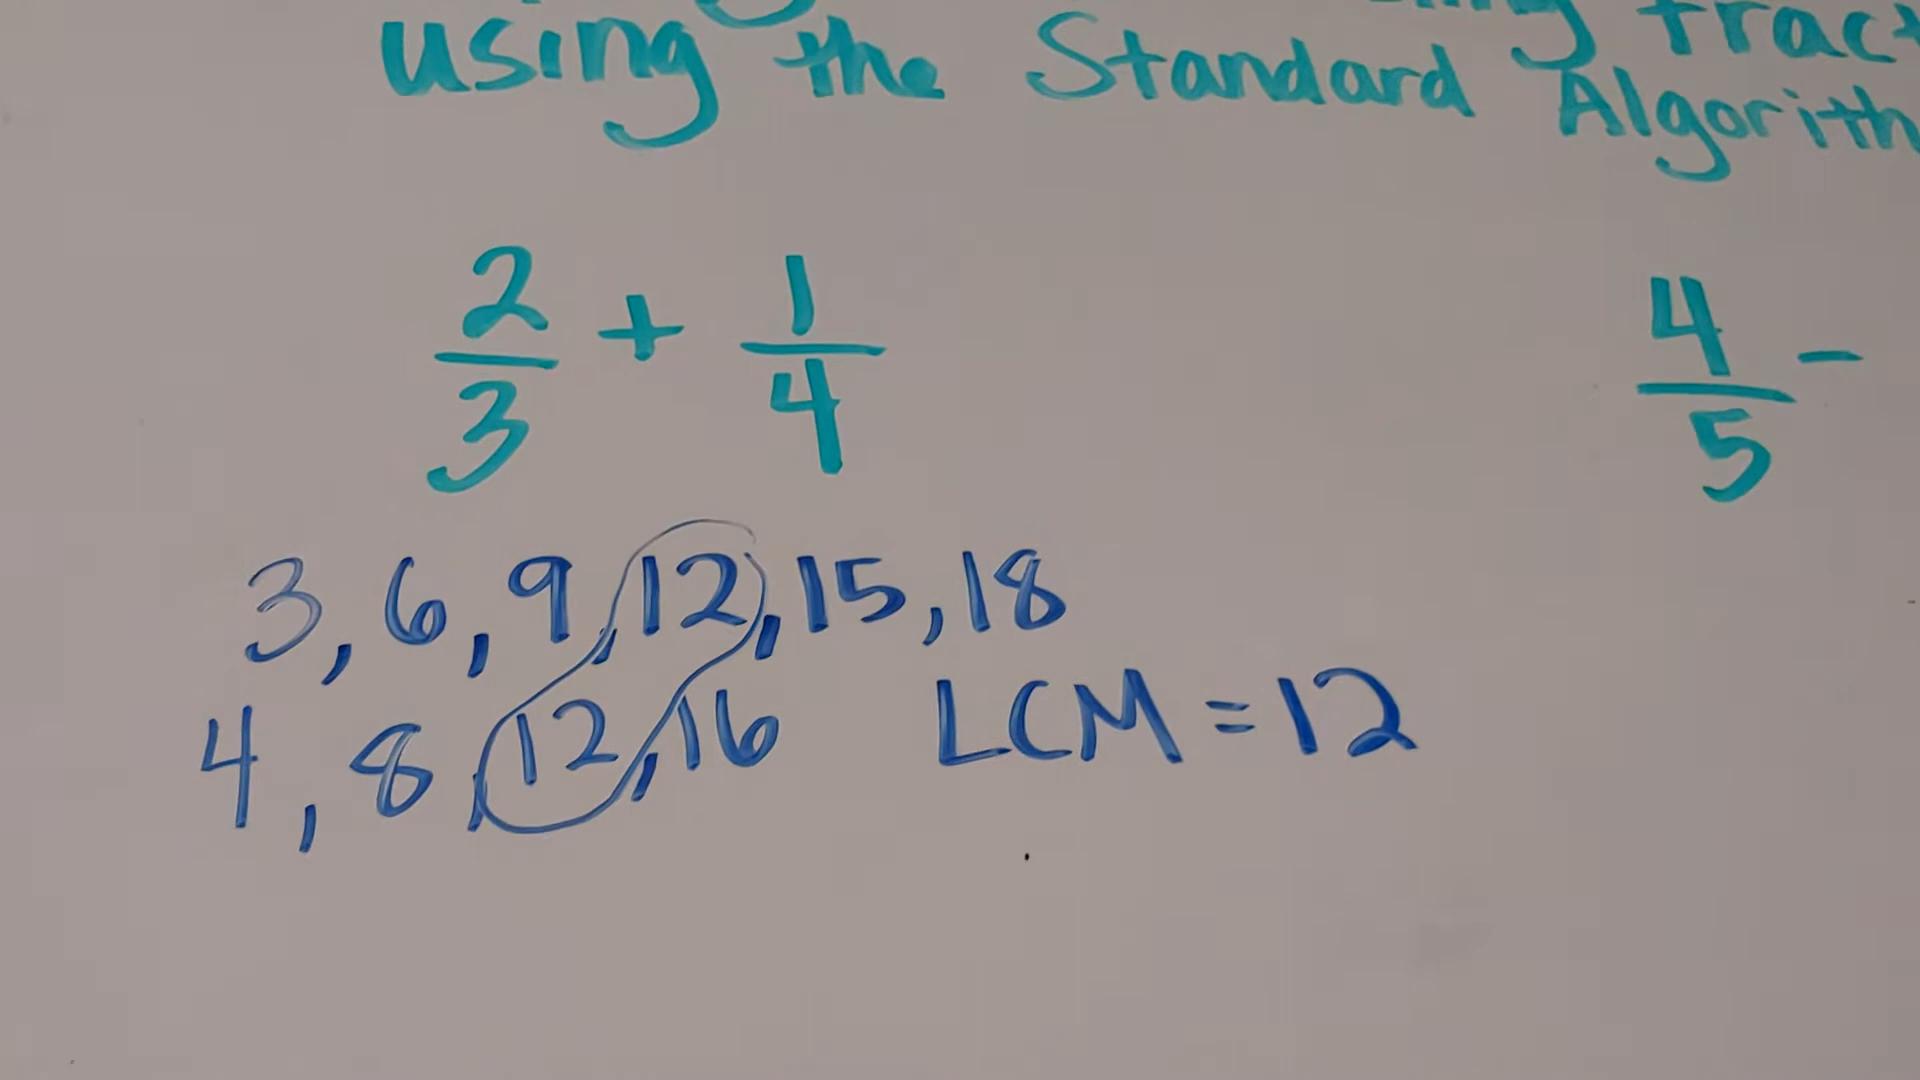 using the Standard Algorith
2/3 + 1/4
4/5 -
3, 6, 9, 12, 15, 18
4, 8, 12, 16 LCM = 12